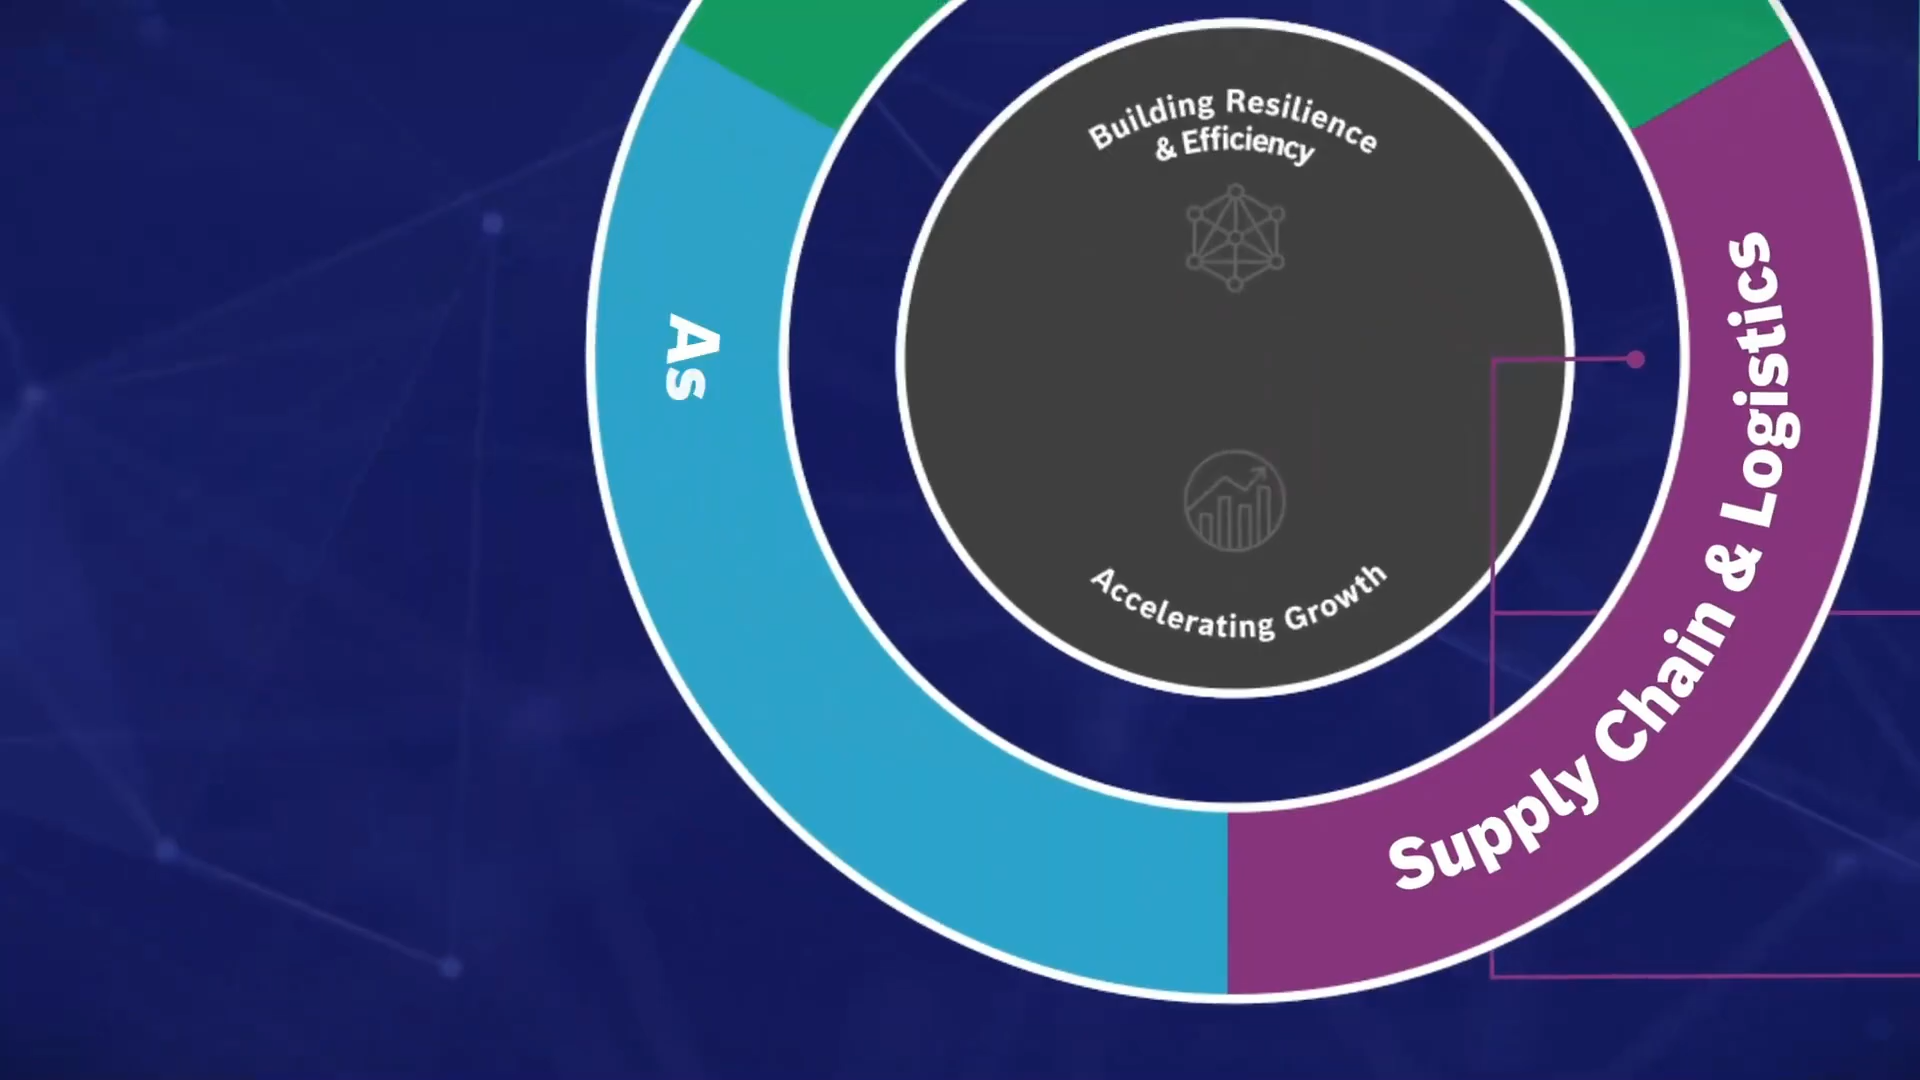 Building Resilience
& Efficiency
As
Supply Chain & Logistics
Accelerating Growth